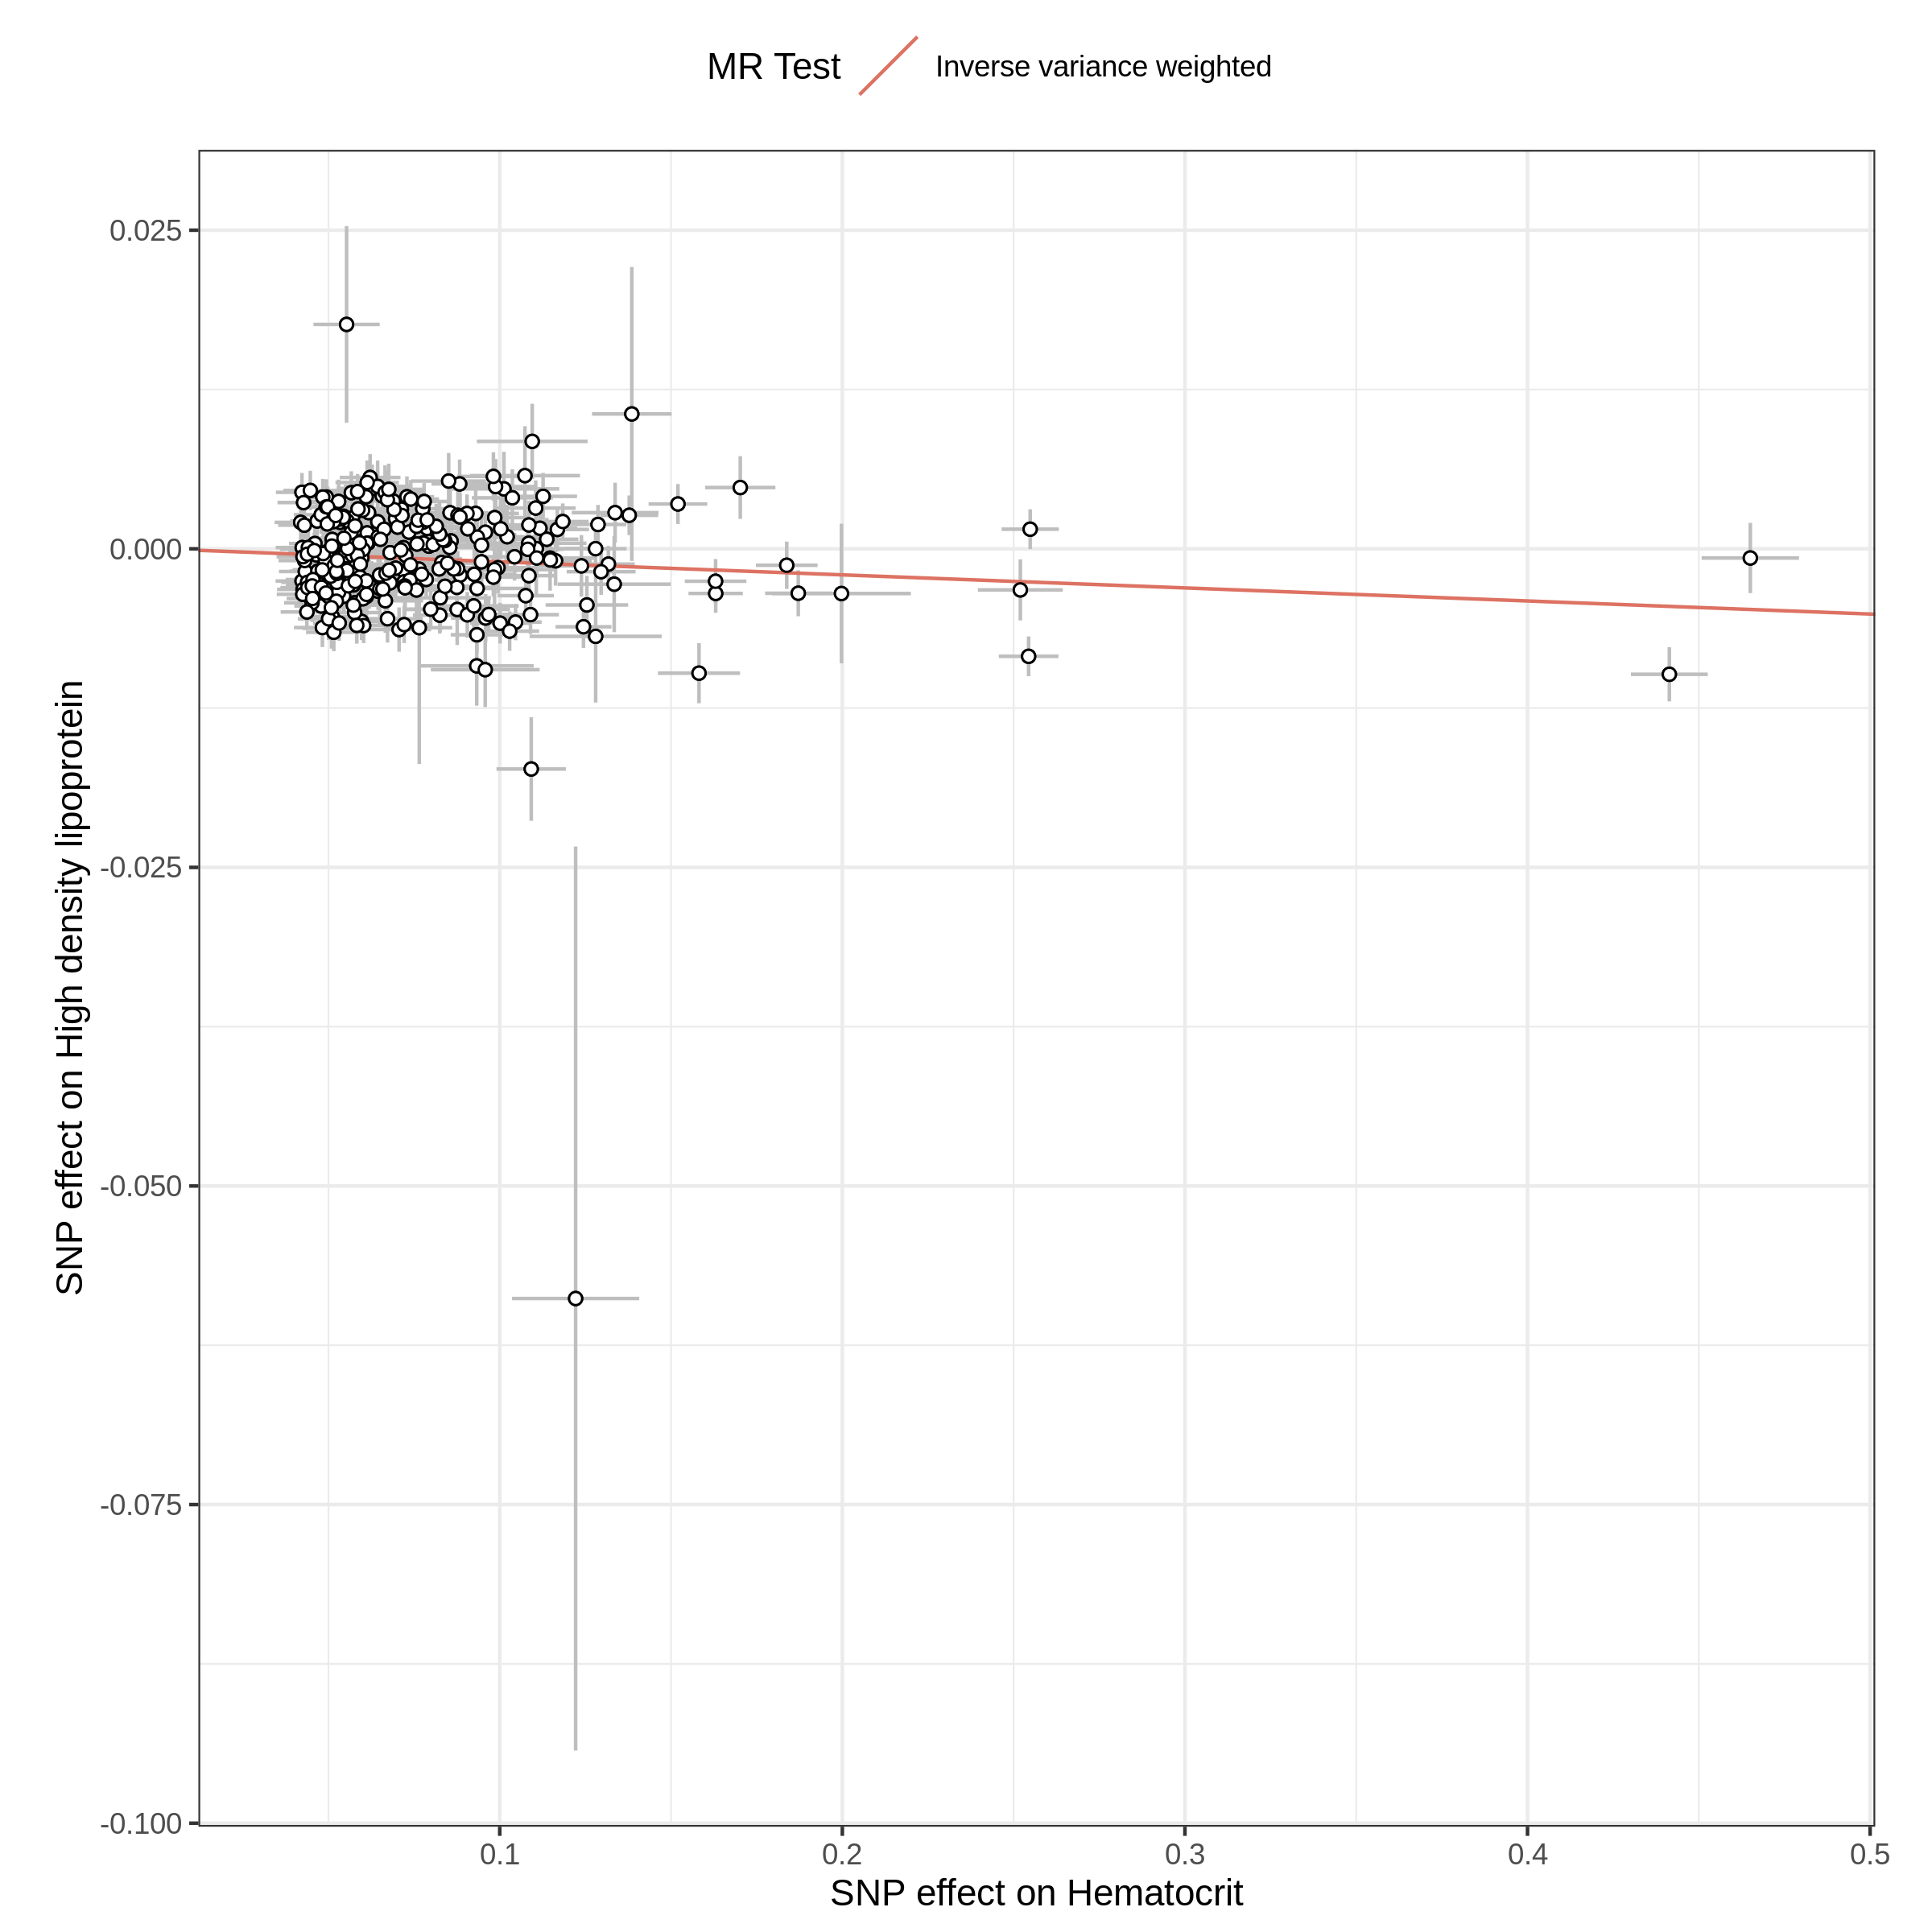 MR Test
Inverse variance weighted
0.025
0.000
-0.025
-0.050
-0.075
-0.100
SNP effect on High density lipoprotein
0.1
0.2
0.3
0.4
0.5
SNP effect on Hematocrit